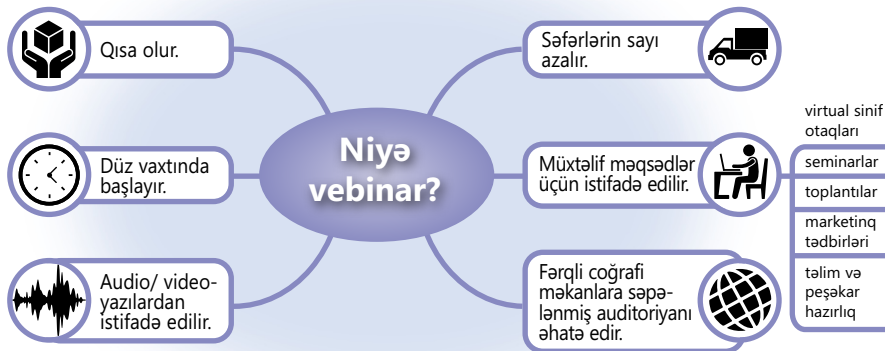 Qısa olur.
Düz vaxtında
başlayır.
Audio/ video-
yazılardan
istifadə edilir.
Niyə
vebinar?
Səfərlərin sayı
azalır.
Müxtəlif məqsədlər
üçün istifadə edilir.
Fərqli coğrafi
məkanlara səpə-
lənmiş auditoriyanı
əhatə edir.
virtual sinif
otaqları
seminarlar
toplantılar
marketinq
tədbirləri
təlim və
peşəkar
hazırlıq